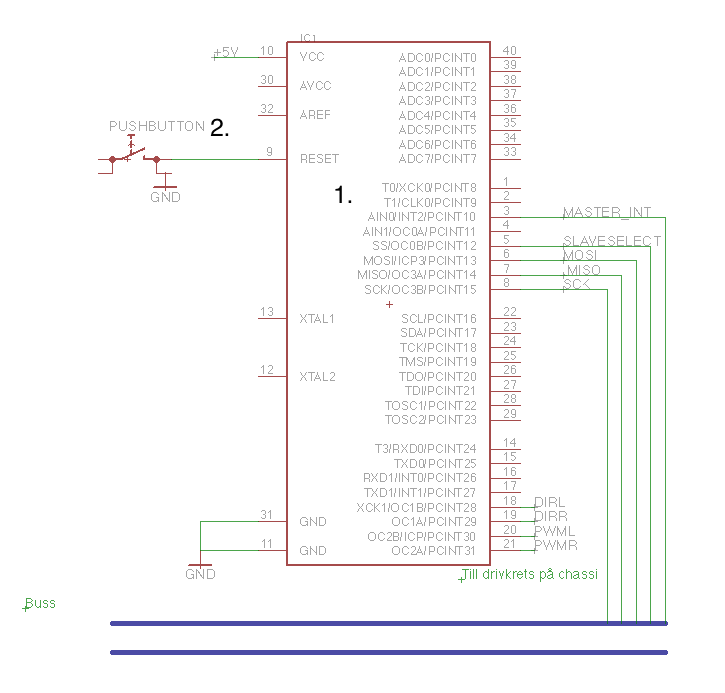 IC1
+5V 10 VCC ADC0/PCINT0 40
ADC1/PCINT1 39
30 AVCC ADC2/PCINT2 38
ADC3/PCINT3 37
32 AREF ADC4/PCINT4 36
PUSHBUTTON 2. ADC5/PCINT5 35
ADC6/PCINT6 34
9 RESET ADC7/PCINT7 33
GND
1.
T0/XCK0/PCINT8 1
T1/CLK0/PCINT9 2
AIN0/INT2/PCINT10 3 MASTER_INT
AIN1/OC0A/PCINT11 4
SS/OC0B/PCINT12 5 SLAVESELECT
MOSI/ICP3/PCINT13 6 MOSI
MISO/OC3A/PCINT14 7 MISO
SCK/OC3B/PCINT15 8 SCK
13 XTAL1 SCL/PCINT16 22
SDA/PCINT17 23
TCK/PCINT18 24
TMS/PCINT19 25
12 XTAL2 TDO/PCINT20 26
TDI/PCINT21 27
TOSC1/PCINT22 28
TOSC2/PCINT23 29
T3/RXD0/PCINT24 14
TXD0/PCINT25 15
RXD1/INT0/PCINT26 16
TXD1/INT1/PCINT27 17
XCK1/OC1B/PCINT28 18 DIRL
31 GND OC1A/PCINT29 19 DIRR
OC2B/ICP/PCINT30 20 PWML
11 GND OC2A/PCINT31 21 PWMR
GND
Till drivkrets på chassi
Buss